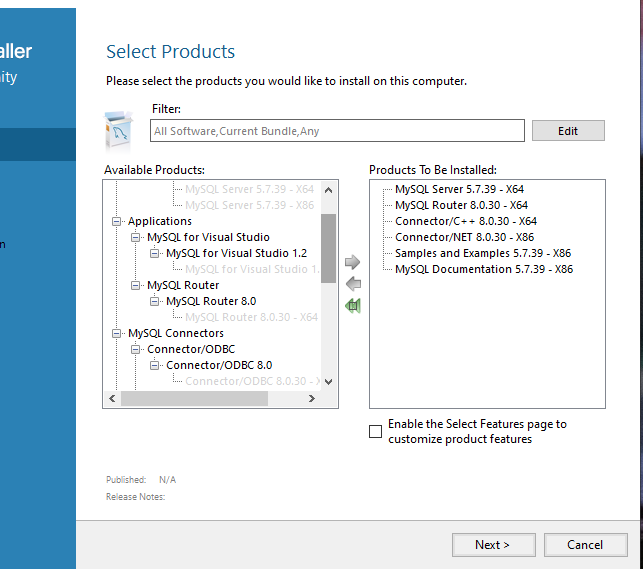 aller
ity
n
Select Products
Please select the products you would like to install on this computer.
Filter:
All Software,Current Bundle,Any
Edit
Available Products:
MySQL Server 5.7.39 - X64
MySQL Server 5.7.39 - X86
Applications
MySQL for Visual Studio
MySQL for Visual Studio 1.2
MySQL for Visual Studio 1.
MySQL Router
MySQL Router 8.0
MySQL Router 8.0.30 - X64
MySQL Connectors
Connector/ODBC
Connector/ODBC 8.0
Connector/ODBC 8.0.30 - X
Products To Be Installed:
MySQL Server 5.7.39 - X64
MySQL Router 8.0.30 - X64
Connector/C++ 8.0.30 - X64
Connector/NET 8.0.30 - X86
Samples and Examples 5.7.39 - X86
MySQL Documentation 5.7.39 - X86
Enable the Select Features page to
customize product features
Published: N/A
Release Notes:
Next >
Cancel